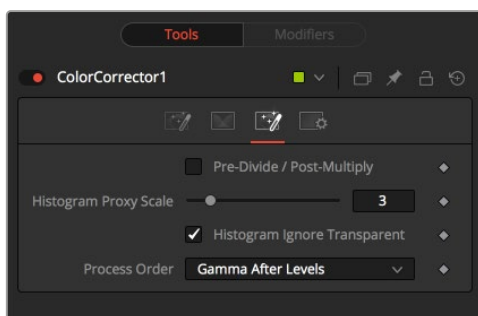 Tools Modifiers
ColorCorrector1
Pre-Divide / Post-Multiply
Histogram Proxy Scale 3
Histogram Ignore Transparent
Process Order Gamma After Levels